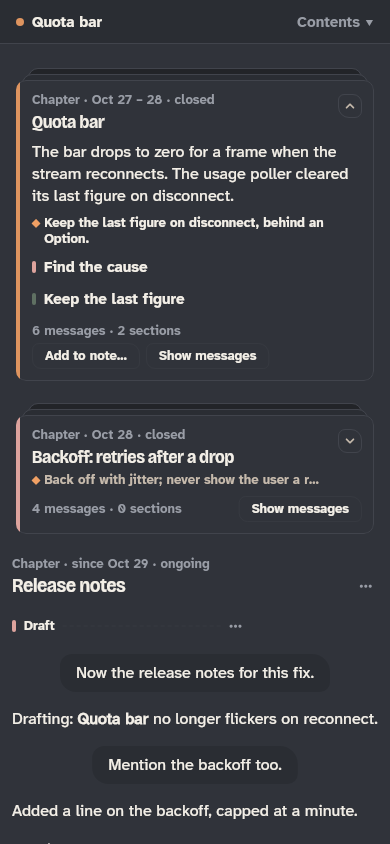 Quota bar
Contents ▼
Chapter · Oct 27 – 28 · closed
Quota bar
The bar drops to zero for a frame when the
stream reconnects. The usage poller cleared
its last figure on disconnect.
Keep the last figure on disconnect, behind an
Option.
Find the cause
Keep the last figure
6 messages · 2 sections
Add to note...
Show messages
Chapter · Oct 28 · closed
Backoff: retries after a drop
Back off with jitter; never show the user a r...
4 messages · 0 sections
Show messages
Chapter · since Oct 29 · ongoing
Release notes
Draft
Now the release notes for this fix.
Drafting: Quota bar no longer flickers on reconnect.
Mention the backoff too.
Added a line on the backoff, capped at a minute.